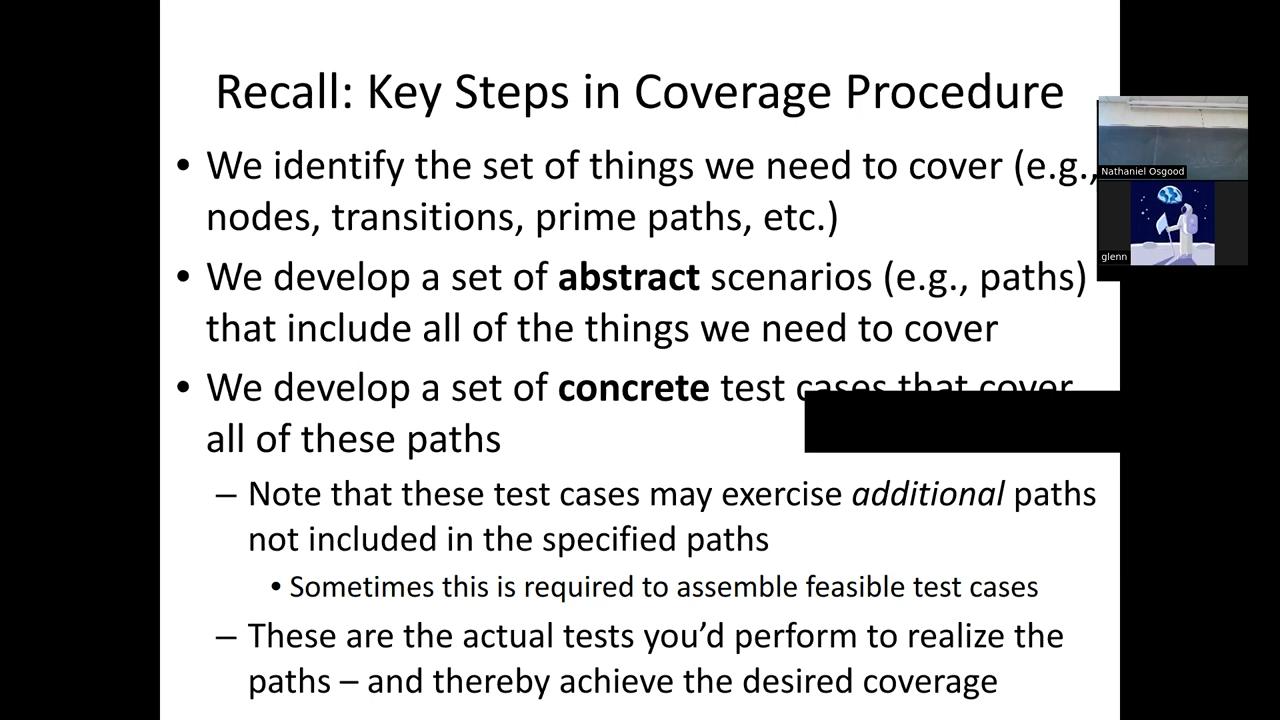 Recall: Key Steps in Coverage Procedure
• We identify the set of things we need to cover (e.g.,
nodes, transitions, prime paths, etc.)
• We develop a set of abstract scenarios (e.g., paths)
that include all of the things we need to cover
• We develop a set of concrete test cases that cover
all of these paths
– Note that these test cases may exercise additional paths
not included in the specified paths
• Sometimes this is required to assemble feasible test cases
– These are the actual tests you’d perform to realize the
paths – and thereby achieve the desired coverage
Nathaniel Osgood
glenn